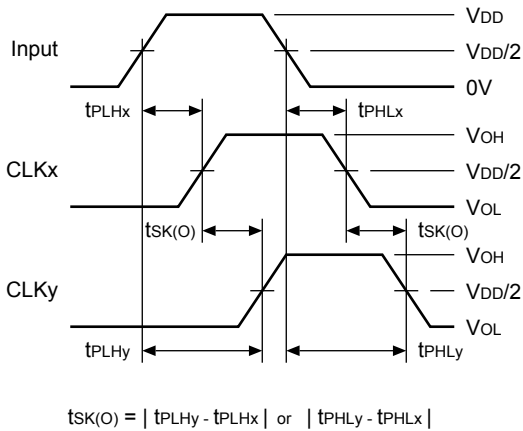 VDD
Input
VDD/2
0V
tPLHx
tPHLx
VOH
CLKx
VDD/2
VOL
tSK(O)
tSK(O)
VOH
CLKy
VDD/2
VOL
tPLHy
tPHLy
tSK(O) = | tPLHy - tPLHx | or | tPHLy - tPHLx |